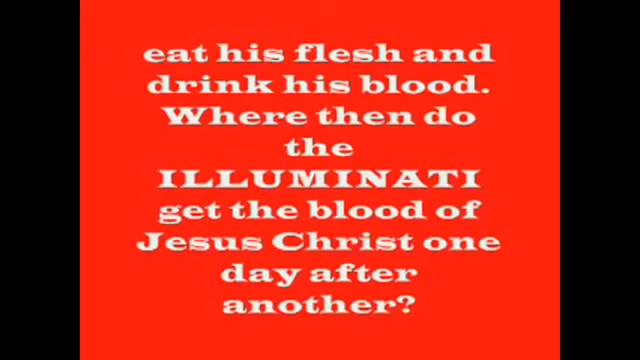 eat his flesh and
drink his blood.
Where then do
the
ILLUMINATI
get the blood of
Jesus Christ one
day after
another?